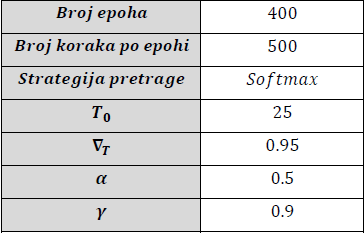 Broj epoha 400
Broj koraka po epohi 500
Strategija pretrage Softmax
T₀ 25
∇_T 0.95
α 0.5
γ 0.9